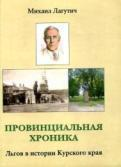 Михаил Лагутич
ПРОВИНЦИАЛЬНАЯ
ХРОНИКА
Льгов в истории Курского края